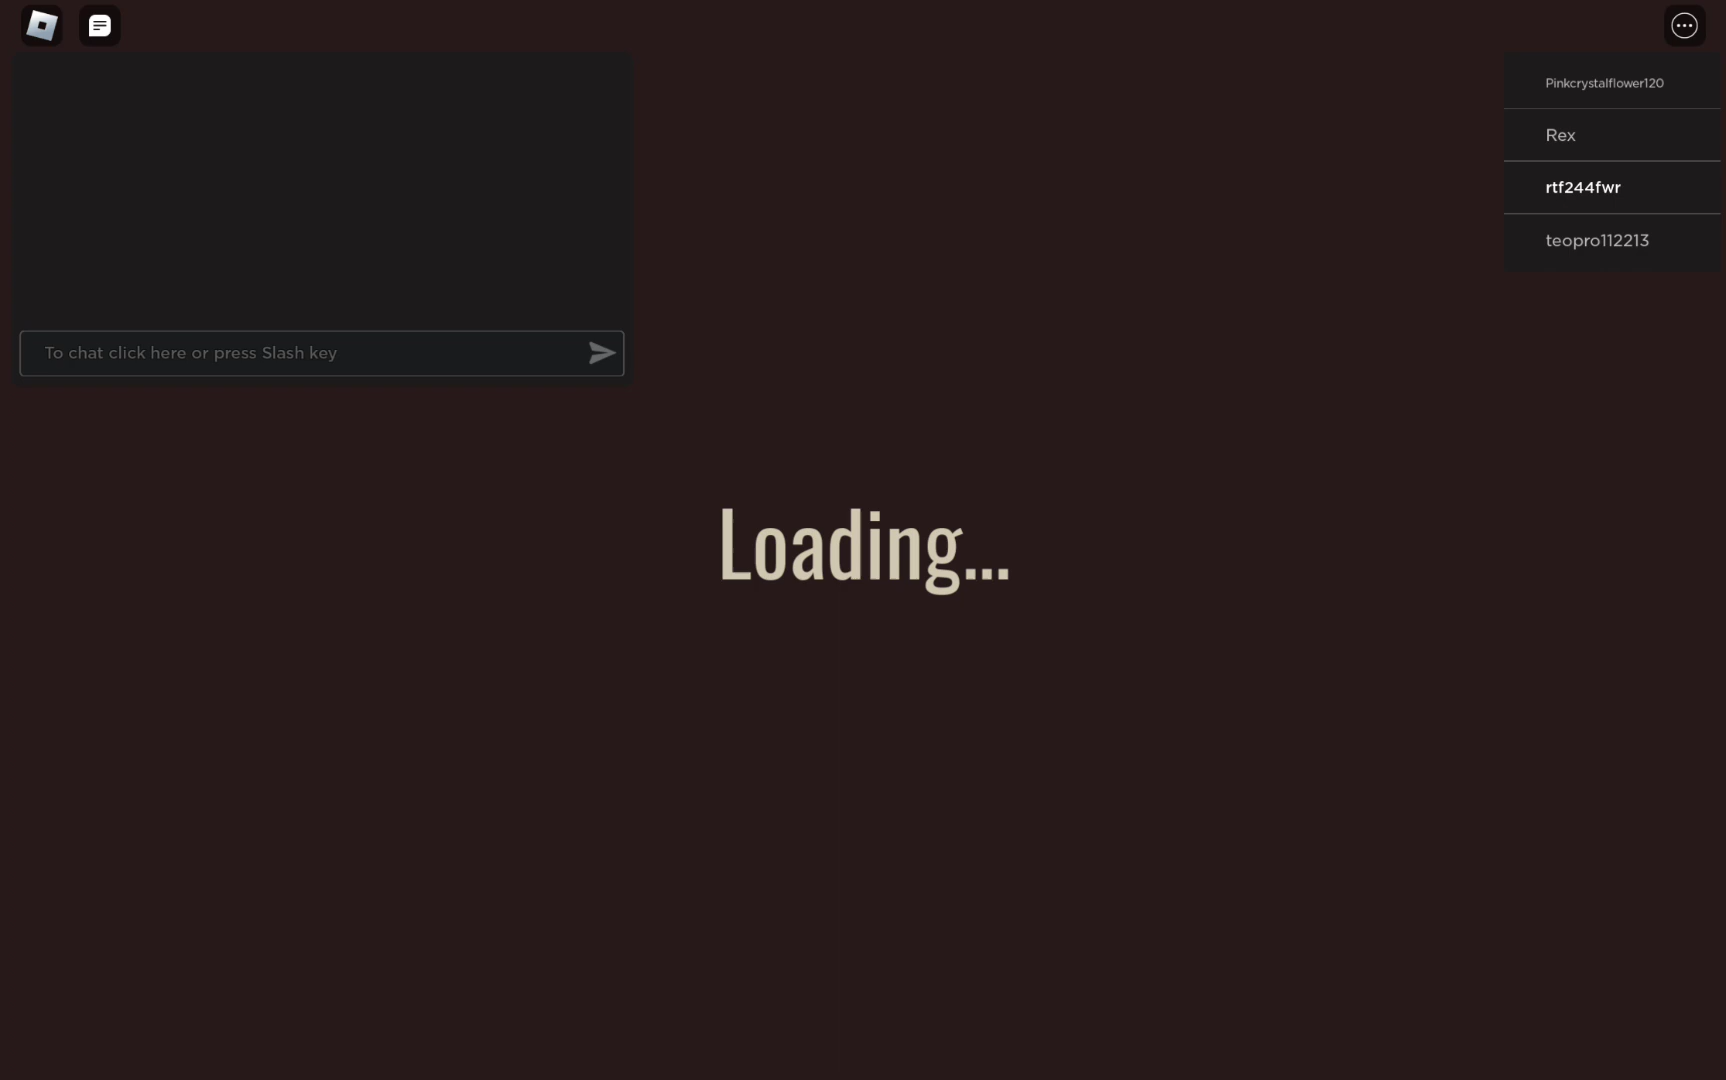 Pinkcrystalflower120
Rex
rtf244fwr
teopro112213
To chat click here or press Slash key
Loading...